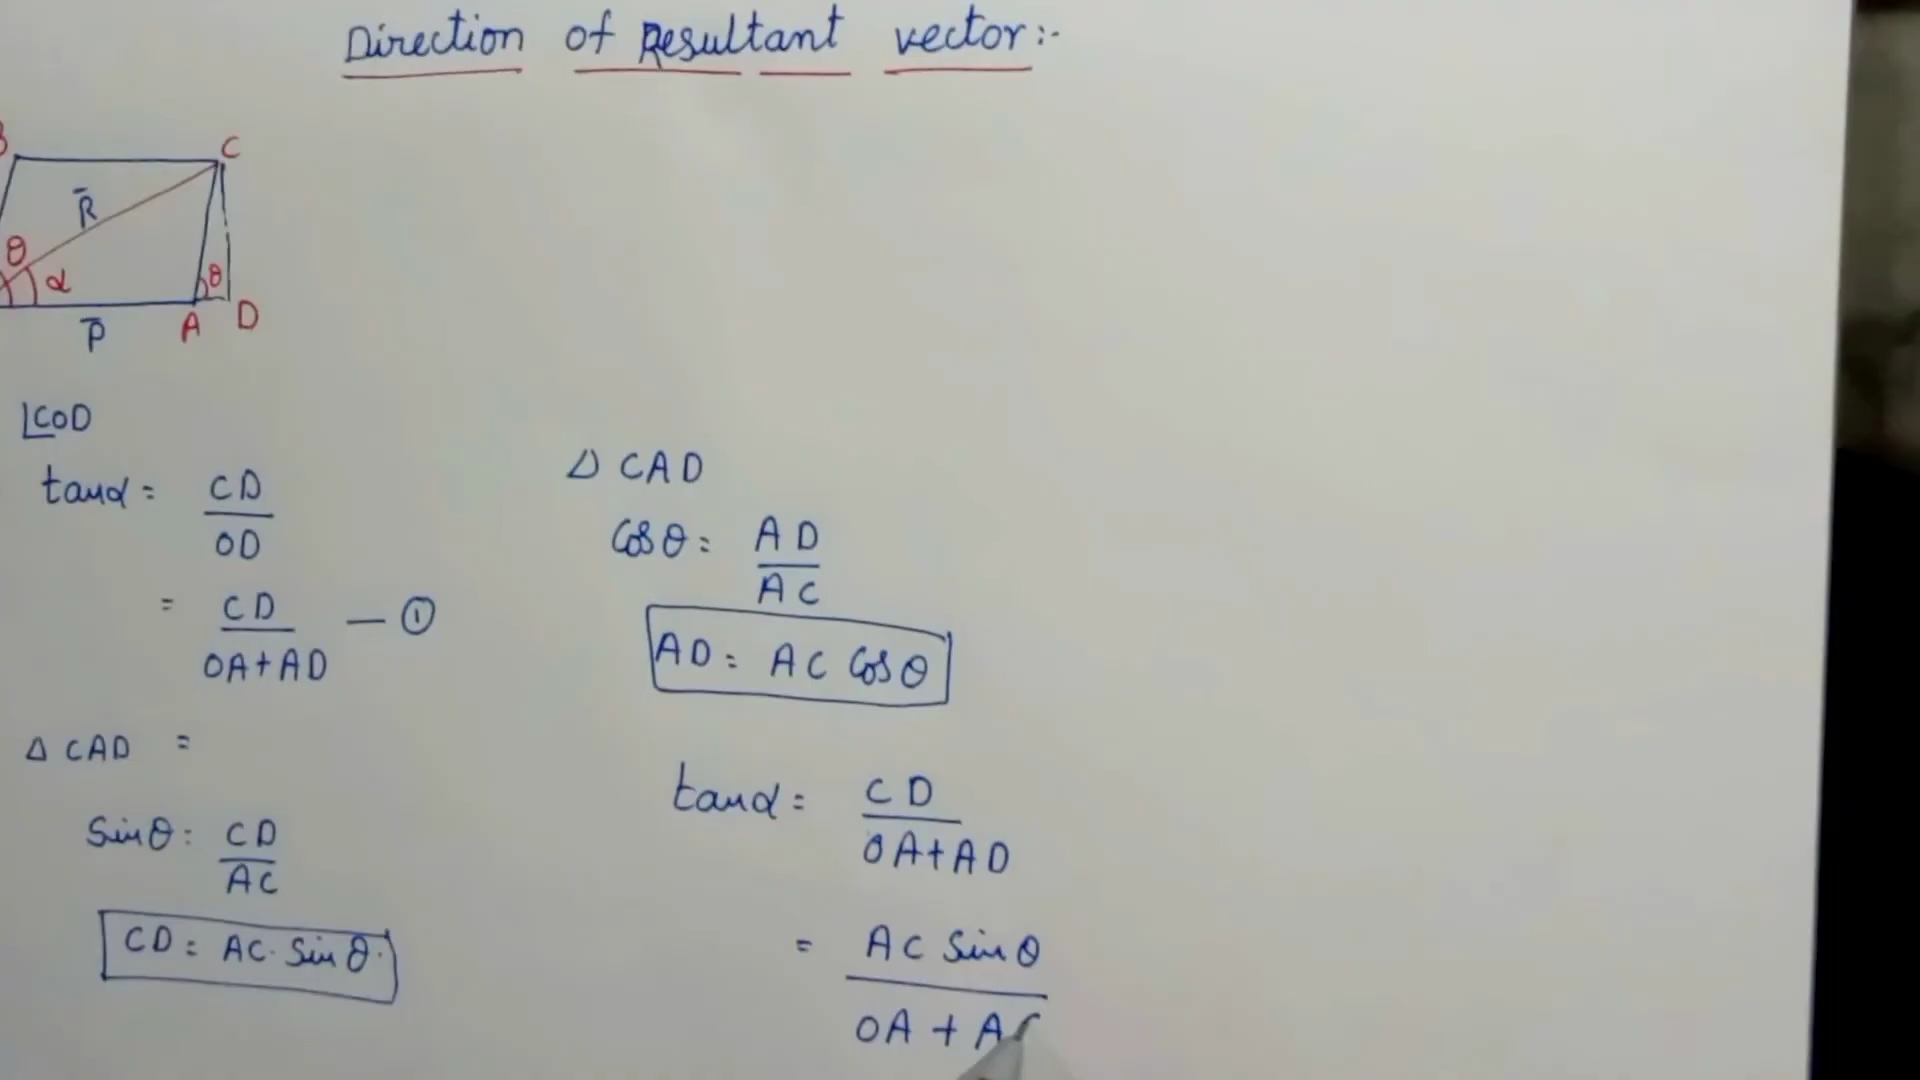 Direction of Resultant vector:-
B
C
R̄
θ
α
θ
P̄
A
D
∟COD
tanα = CD / OD
= CD / OA+AD — ①
Δ CAD =
Sinθ = CD / AC
CD = AC. Sinθ.
Δ CAD
Cosθ = AD / AC
AD = AC Cosθ
tanα = CD / OA+AD
= AC Sinθ / OA + AC